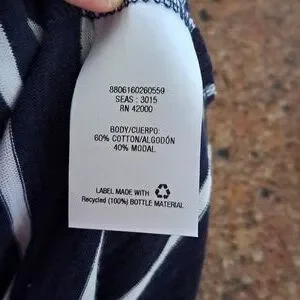 8806160260559
SEAS : 3015
RN 42000
BODY/CUERPO:
60% COTTON/ALGODÓN
40% MODAL
LABEL MADE WITH
Recycled (100%) BOTTLE MATERIAL